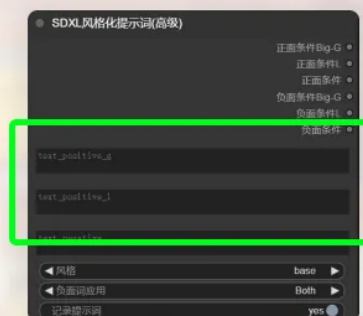 SDXL风格化提示词(高级)
正面条件Big-G
正面条件L
正面条件
负面条件Big-G
负面条件L
负面条件
text_positive_g
text_positive_l
text_negative
风格 base
负面词应用 Both
记录提示词 yes